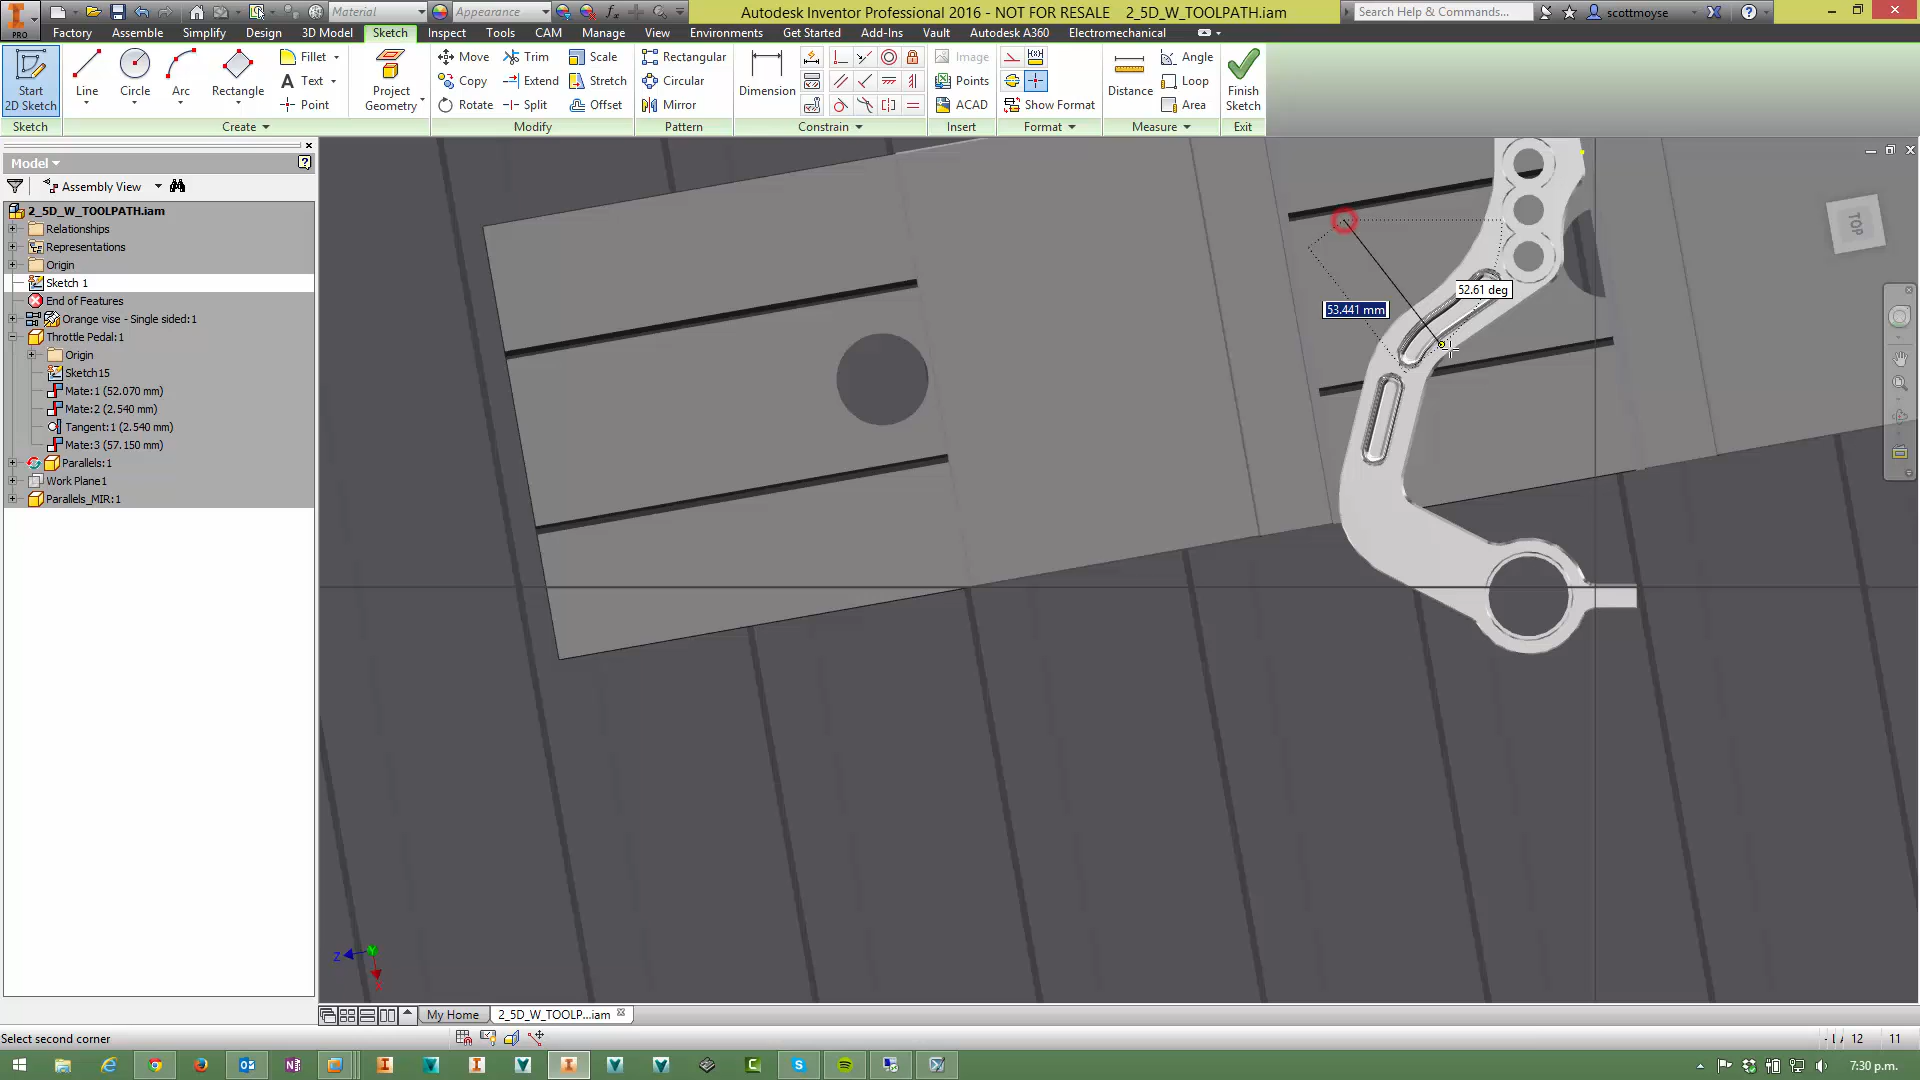 Material
Appearance
Autodesk Inventor Professional 2016 - NOT FOR RESALE 2_5D_W_TOOLPATH.iam
Search Help & Commands...
scottmoyse
PRO
Factory Assemble Simplify Design 3D Model Sketch Inspect Tools CAM Manage View Environments Get Started Add-Ins Vault Autodesk A360 Electromechanical
Start
2D Sketch
Line
Circle
Arc
Rectangle
Fillet
Text
Point
Project
Geometry
Move
Copy
Rotate
Trim
Extend
Split
Scale
Stretch
Offset
Rectangular
Circular
Mirror
Dimension
Image
Points
ACAD
Show Format
Distance
Angle
Loop
Area
Finish
Sketch
Sketch Create Modify Pattern Constrain Insert Format Measure Exit
Model
Assembly View
2_5D_W_TOOLPATH.iam
Relationships
Representations
Origin
Sketch 1
End of Features
Orange vise - Single sided:1
Throttle Pedal:1
Origin
Sketch15
Mate:1 (52.070 mm)
Mate:2 (2.540 mm)
Tangent:1 (2.540 mm)
Mate:3 (57.150 mm)
Parallels:1
Work Plane1
Parallels_MIR:1
TOP
52.61 deg
53.441 mm
Z
Y
X
My Home
2_5D_W_TOOLP...iam
Select second corner
12 11
7:30 p.m.